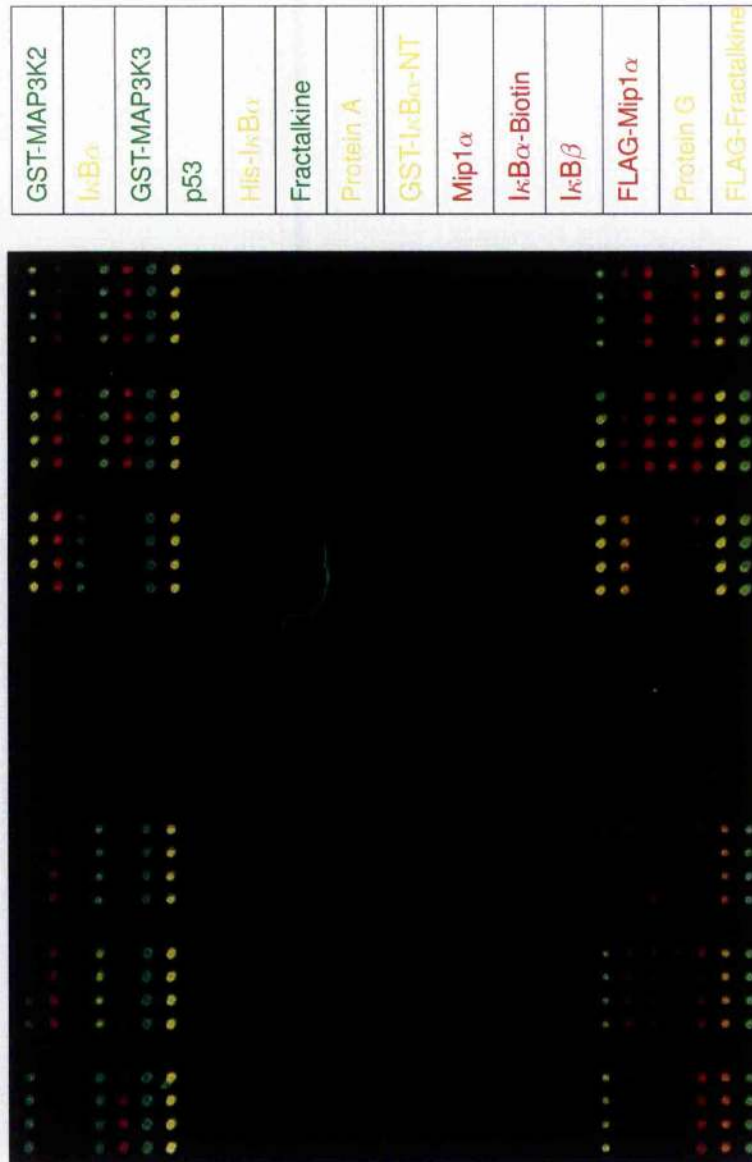 GST-MAP3K2
IκBα
GST-MAP3K3
p53
His-IκBα
Fractalkine
Protein A
GST-IκBα-NT
Mip1α
IκBα-Biotin
IκBβ
FLAG-Mip1α
Protein G
FLAG-Fractalkine